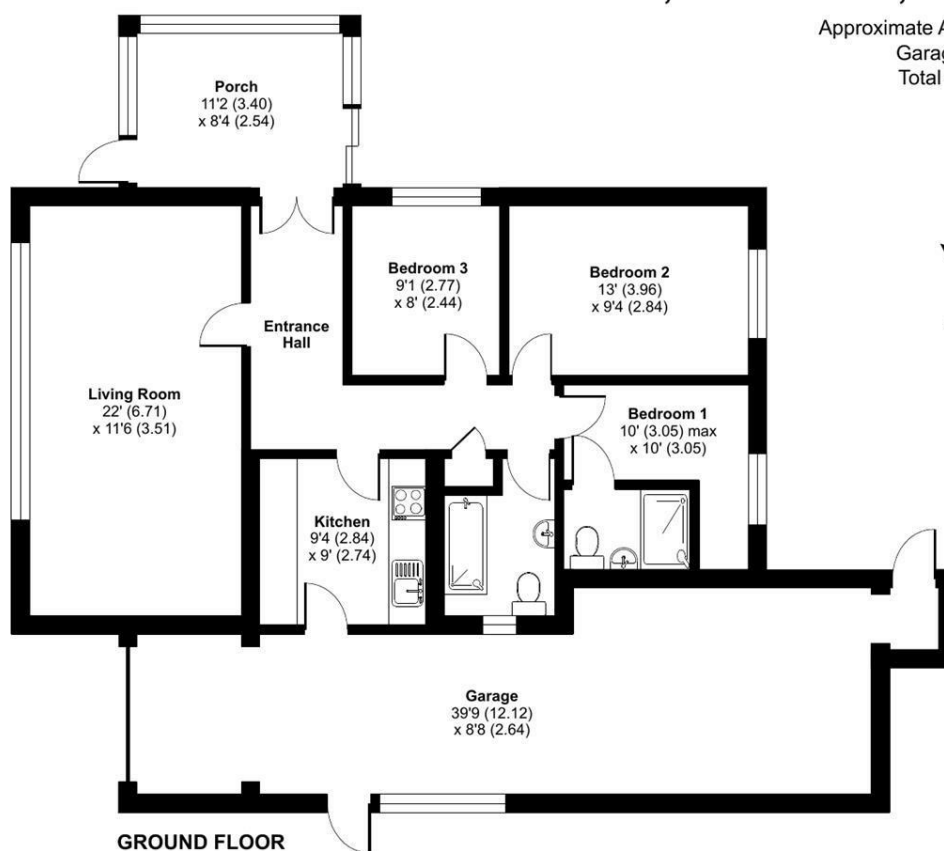 Approximate A
Garag
Total
Porch
11'2 (3.40)
x 8'4 (2.54)
Bedroom 3
9'1 (2.77)
x 8' (2.44)
Bedroom 2
13' (3.96)
x 9'4 (2.84)
Entrance
Hall
Living Room
22' (6.71)
x 11'6 (3.51)
Bedroom 1
10' (3.05) max
x 10' (3.05)
Kitchen
9'4 (2.84)
x 9' (2.74)
Garage
39'9 (12.12)
x 8'8 (2.64)
GROUND FLOOR